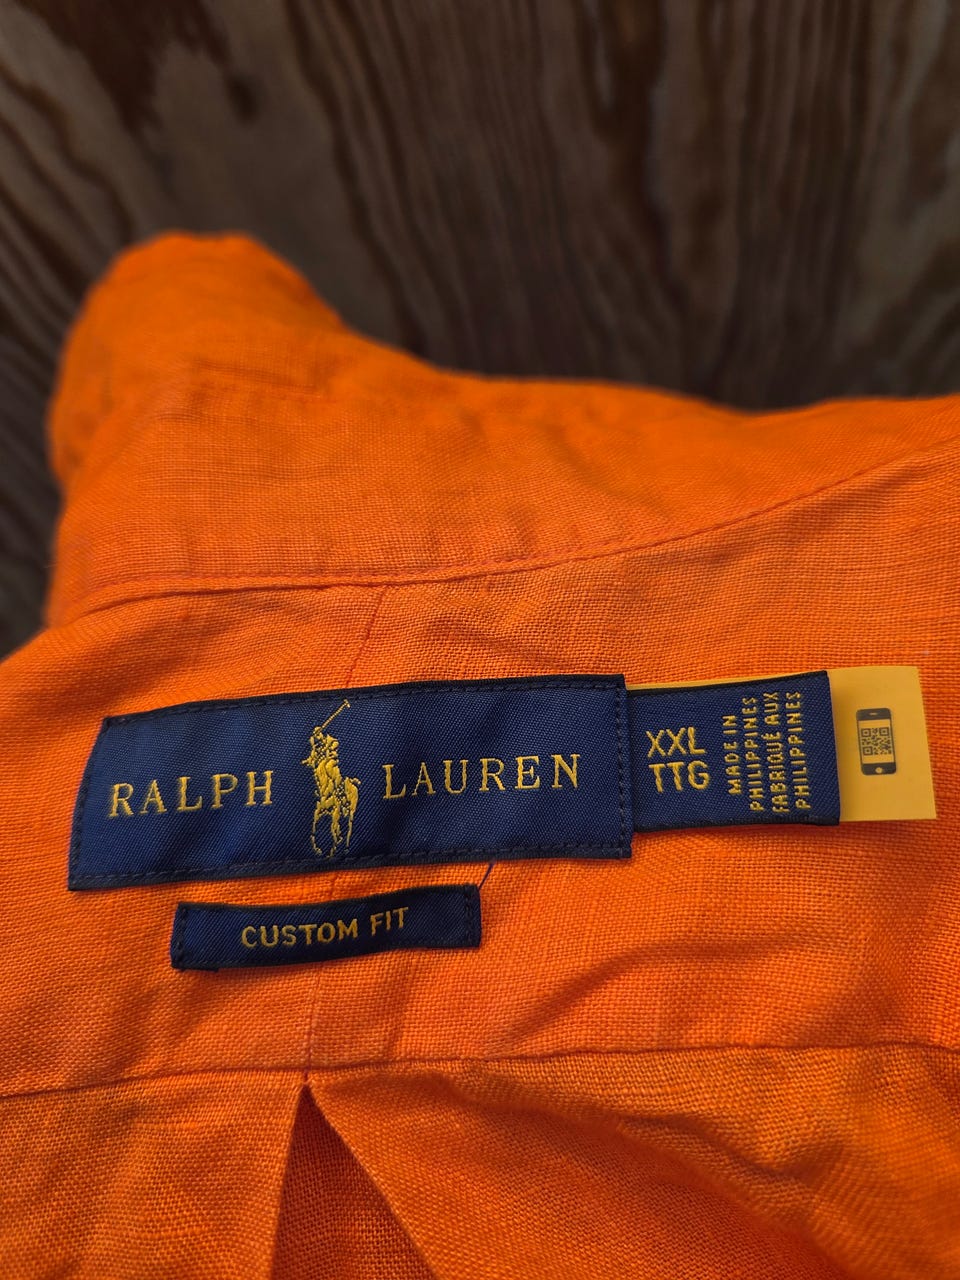 RALPH LAUREN
XXL
TTG
MADE IN
PHILIPPINES
FABRIQUÉ AUX
PHILIPPINES
CUSTOM FIT